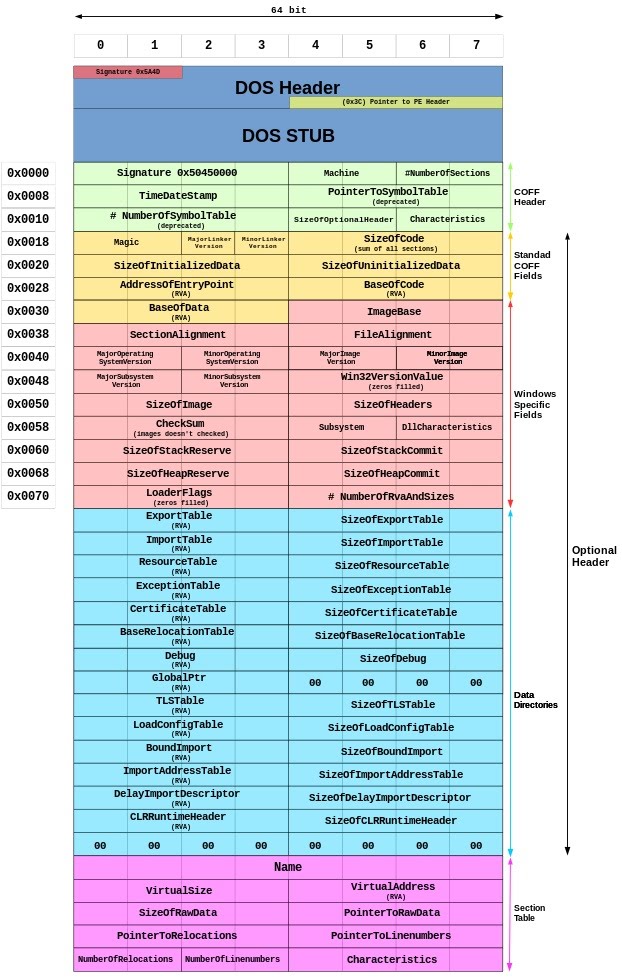 64 bit
0 1 2 3 4 5 6 7
Signature 0x5A4D
DOS Header
(0x3C) Pointer to PE Header
DOS STUB
0x0000 Signature 0x50450000 Machine #NumberOfSections
0x0008 TimeDateStamp PointerToSymbolTable
(deprecated)
COFF
Header
0x0010 # NumberOfSymbolTable SizeOfOptionalHeader Characteristics
(deprecated)
0x0018 Magic MajorLinker MinorLinker SizeOfCode
Version Version (sum of all sections)
0x0020 SizeOfInitializedData SizeOfUninitializedData
Standad
COFF
Fields
0x0028 AddressOfEntryPoint BaseOfCode
(RVA) (RVA)
0x0030 BaseOfData ImageBase
(RVA)
0x0038 SectionAlignment FileAlignment
0x0040 MajorOperating MinorOperating MajorImage MinorImage
SystemVersion SystemVersion Version Version
0x0048 MajorSubsystem MinorSubsystem Win32VersionValue
Version Version (zeros filled)
0x0050 SizeOfImage SizeOfHeaders
Windows
Specific
Fields
0x0058 CheckSum Subsystem DllCharacteristics
(images doesn't checked)
0x0060 SizeOfStackReserve SizeOfStackCommit
0x0068 SizeOfHeapReserve SizeOfHeapCommit
0x0070 LoaderFlags # NumberOfRvaAndSizes
(zeros filled)
ExportTable SizeOfExportTable
(RVA)
ImportTable SizeOfImportTable
(RVA)
Optional
Header
ResourceTable SizeOfResourceTable
(RVA)
ExceptionTable SizeOfExceptionTable
(RVA)
CertificateTable SizeOfCertificateTable
(RVA)
BaseRelocationTable SizeOfBaseRelocationTable
(RVA)
Debug SizeOfDebug
(RVA)
GlobalPtr 00 00 00 00
(RVA)
Data
Directories
TLSTable SizeOfTLSTable
(RVA)
LoadConfigTable SizeOfLoadConfigTable
(RVA)
BoundImport SizeOfBoundImport
(RVA)
ImportAddressTable SizeOfImportAddressTable
(RVA)
DelayImportDescriptor SizeOfDelayImportDescriptor
(RVA)
CLRRuntimeHeader SizeOfCLRRuntimeHeader
(RVA)
00 00 00 00 00 00 00 00
Name
VirtualSize VirtualAddress
(RVA)
SizeOfRawData PointerToRawData
Section
Table
PointerToRelocations PointerToLinenumbers
NumberOfRelocations NumberOfLinenumbers Characteristics